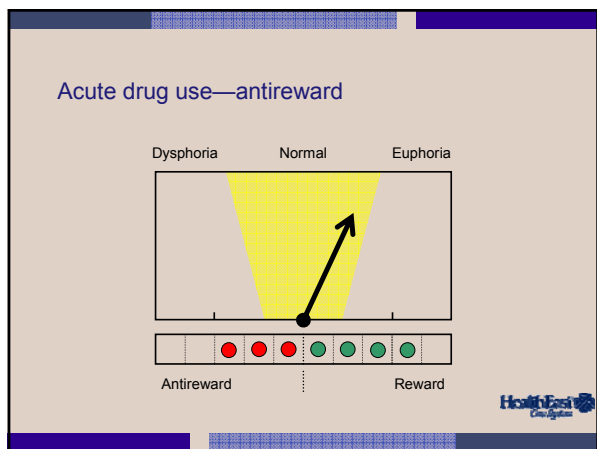 Acute drug use—antireward
Dysphoria Normal Euphoria
Antireward Reward
HealthEast
Care System